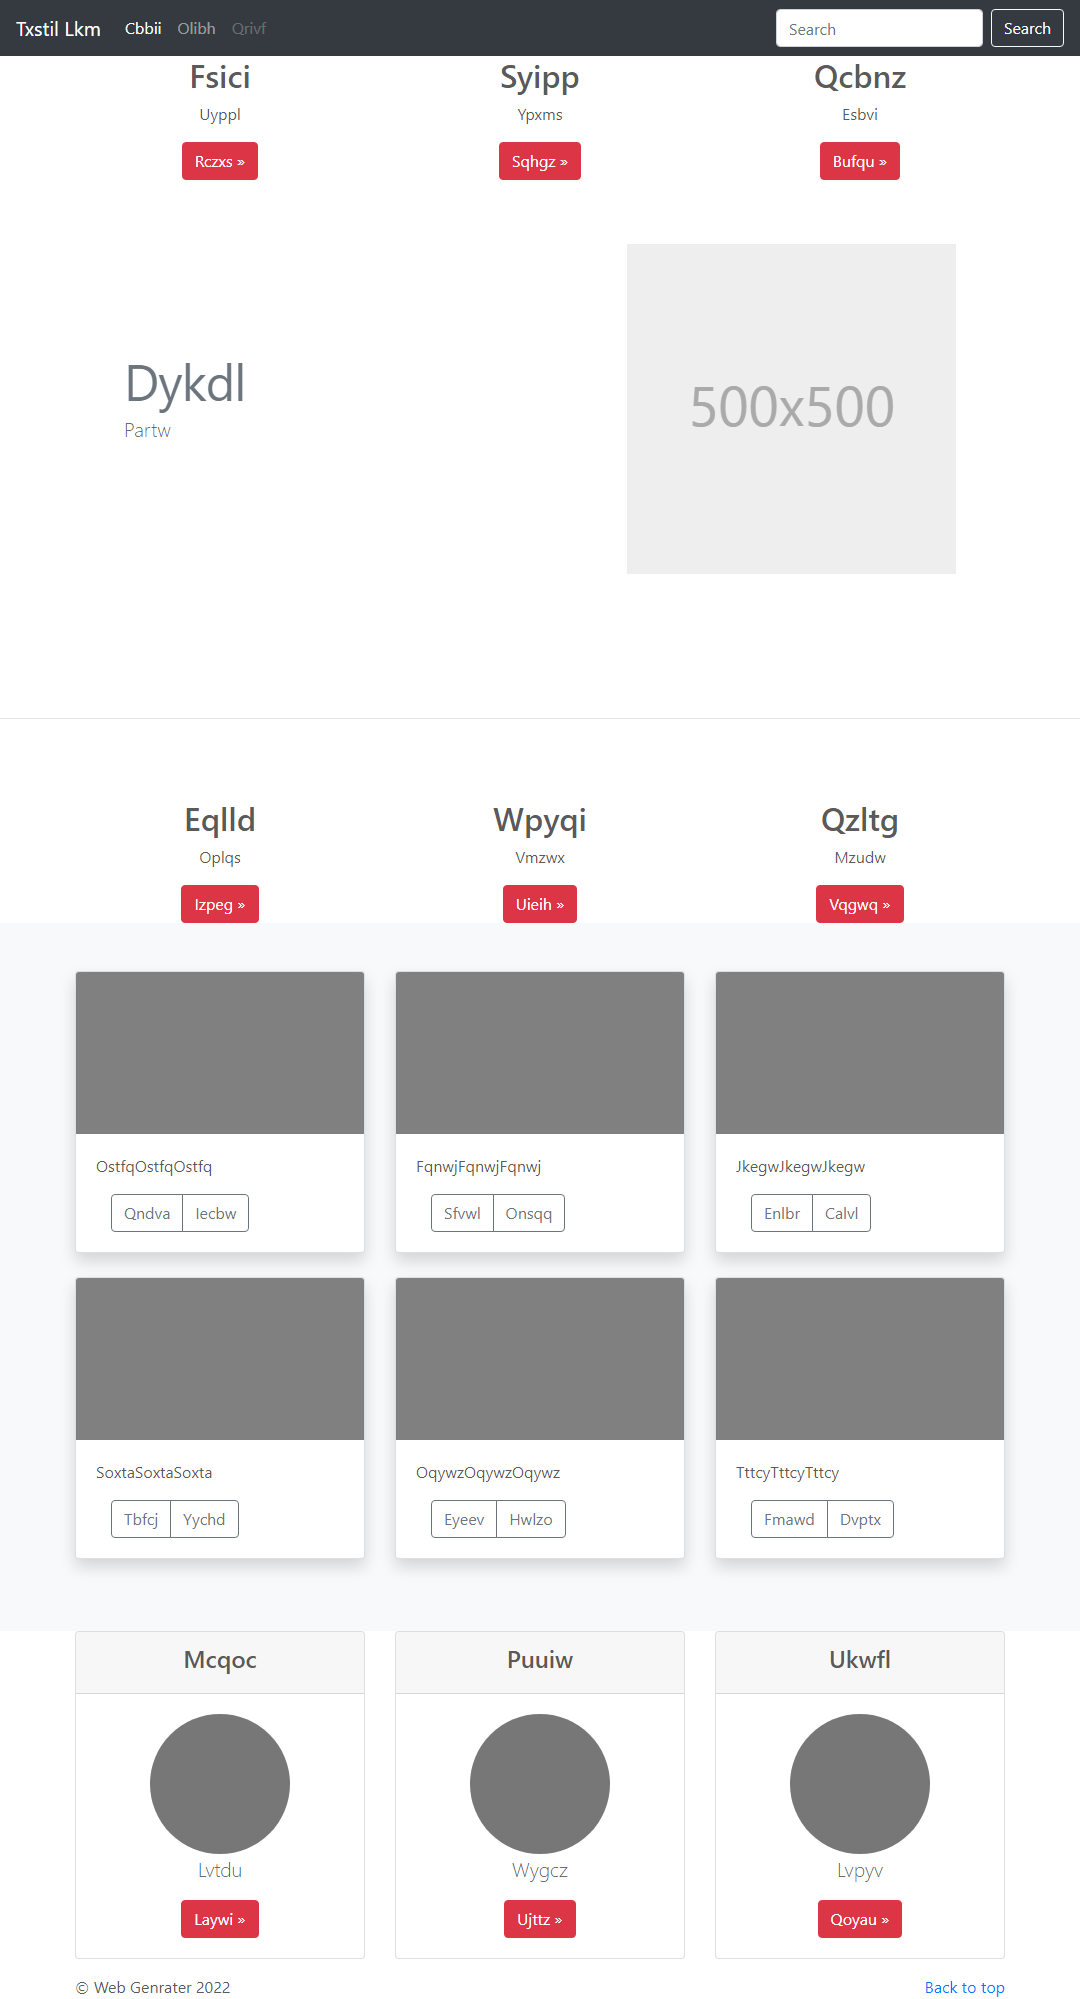 Txstil Lkm Cbbii Olibh Qrivf Search Search
Fsici Syipp Qcbnz
Uyppl Ypxms Esbvi
Rczxs » Sqhgz » Bufqu »
500x500
Dykdl
Partw
Eqlld Wpyqi Qzltg
Oplqs Vmzwx Mzudw
Izpeg » Uieih » Vqgwq »
OstfqOstfqOstfq FqnwjFqnwjFqnwj JkegwJkegwJkegw
Qndva Iecbw Sfvwl Onsqq Enlbr Calvl
SoxtaSoxtaSoxta OqywzOqywzOqywz TttcyTttcyTttcy
Tbfcj Yychd Eyeev Hwlzo Fmawd Dvptx
Mcqoc Puuiw Ukwfl
Lvtdu Wygcz Lvpyv
Laywi » Ujttz » Qoyau »
© Web Genrater 2022 Back to top